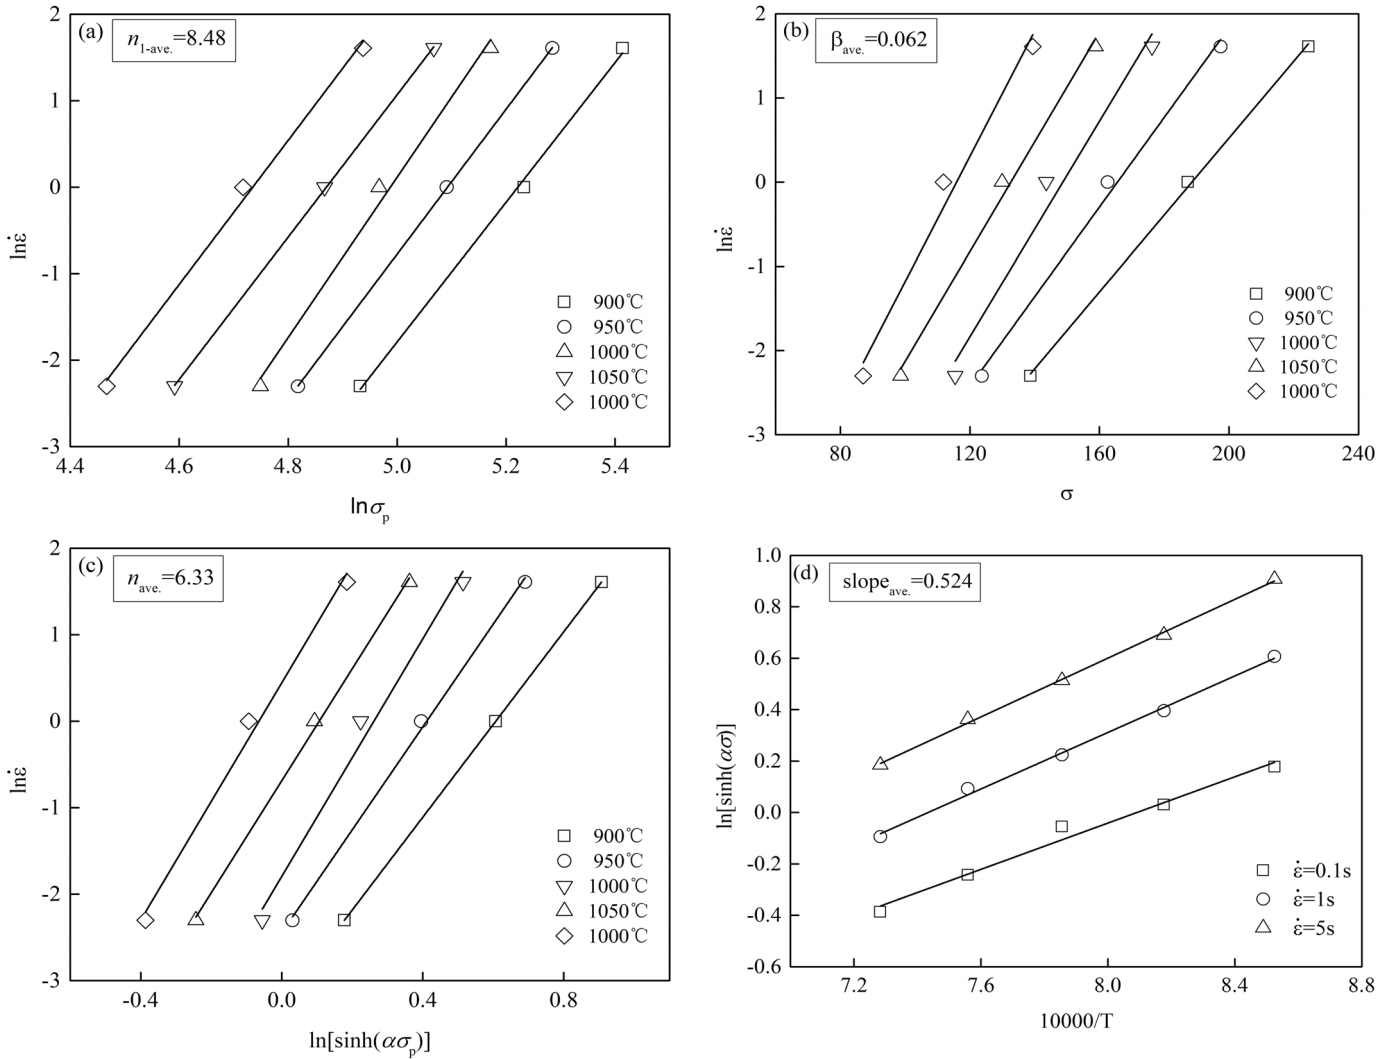 (a)
n1-ave.=8.48
2
1
0
-1
-2
-3
lnε̇
900℃
950℃
1000℃
1050℃
1000℃
4.4 4.6 4.8 5.0 5.2 5.4
lnσp
(b)
βave.=0.062
2
1
0
-1
-2
-3
lnε̇
900℃
950℃
1000℃
1050℃
1000℃
80 120 160 200 240
σ
(c)
nave.=6.33
2
1
0
-1
-2
-3
lnε̇
900℃
950℃
1000℃
1050℃
1000℃
-0.4 0.0 0.4 0.8
ln[sinh(ασp)]
(d)
slopeave.=0.524
1.0
0.8
0.6
0.4
0.2
0.0
-0.2
-0.4
-0.6
ln[sinh(ασ)]
ε̇=0.1s
ε̇=1s
ε̇=5s
7.2 7.6 8.0 8.4 8.8
10000/T